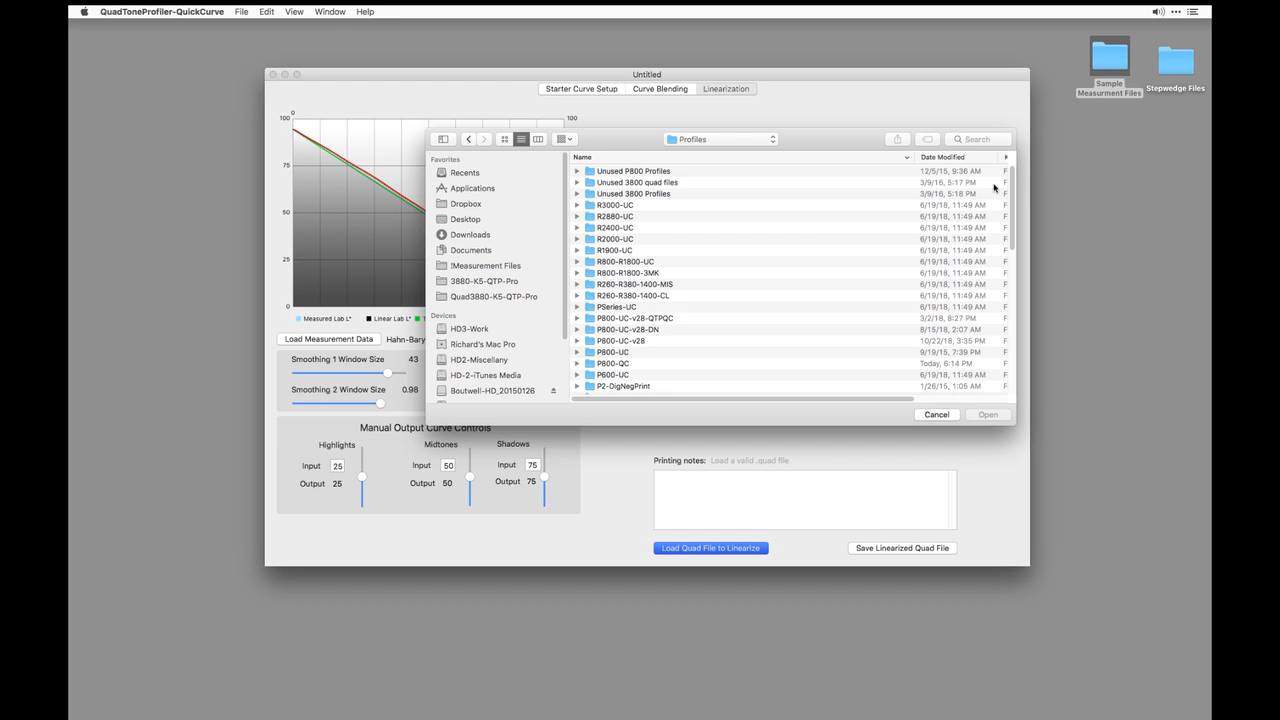 QuadToneProfiler-QuickCurve File Edit View Window Help
Sample Measurment Files
Stepwedge Files
Untitled
Starter Curve Setup Curve Blending Linearization
0
100 100
75
50
25
0
Measured Lab L* Linear Lab L*
Load Measurement Data Hahn-Bary
Smoothing 1 Window Size 43
Smoothing 2 Window Size 0.98
Manual Output Curve Controls
Highlights Midtones Shadows
Input 25 Input 50 Input 75
Output 25 Output 50 Output 75
Profiles
Search
Favorites
Recents
Applications
Dropbox
Desktop
Downloads
Documents
!Measurement Files
3880-K5-QTP-Pro
Quad3880-K5-QTP-Pro
Devices
HD3-Work
Richard's Mac Pro
HD2-Miscellany
HD-2-iTunes Media
Boutwell-HD_20150126
Name Date Modified
Unused P800 Profiles 12/5/15, 9:36 AM F
Unused 3800 quad files 3/9/16, 5:17 PM F
Unused 3800 Profiles 3/9/16, 5:18 PM F
R3000-UC 6/19/18, 11:49 AM F
R2880-UC 6/19/18, 11:49 AM F
R2400-UC 6/19/18, 11:49 AM F
R2000-UC 6/19/18, 11:49 AM F
R1900-UC 6/19/18, 11:49 AM F
R800-R1800-UC 6/19/18, 11:49 AM F
R800-R1800-3MK 6/19/18, 11:49 AM F
R260-R380-1400-MIS 6/19/18, 11:49 AM F
R260-R380-1400-CL 6/19/18, 11:49 AM F
PSeries-UC 6/19/18, 11:49 AM F
P800-UC-v28-QTPQC 3/2/18, 8:27 PM F
P800-UC-v28-DN 8/15/18, 2:07 AM F
P800-UC-v28 10/22/18, 3:35 PM F
P800-UC 9/19/15, 7:39 PM F
P800-QC Today, 6:14 PM F
P600-UC 6/19/18, 11:49 AM F
P2-DigNegPrint 1/26/15, 1:05 AM F
Cancel Open
Printing notes: Load a valid .quad file
Load Quad File to Linearize Save Linearized Quad File